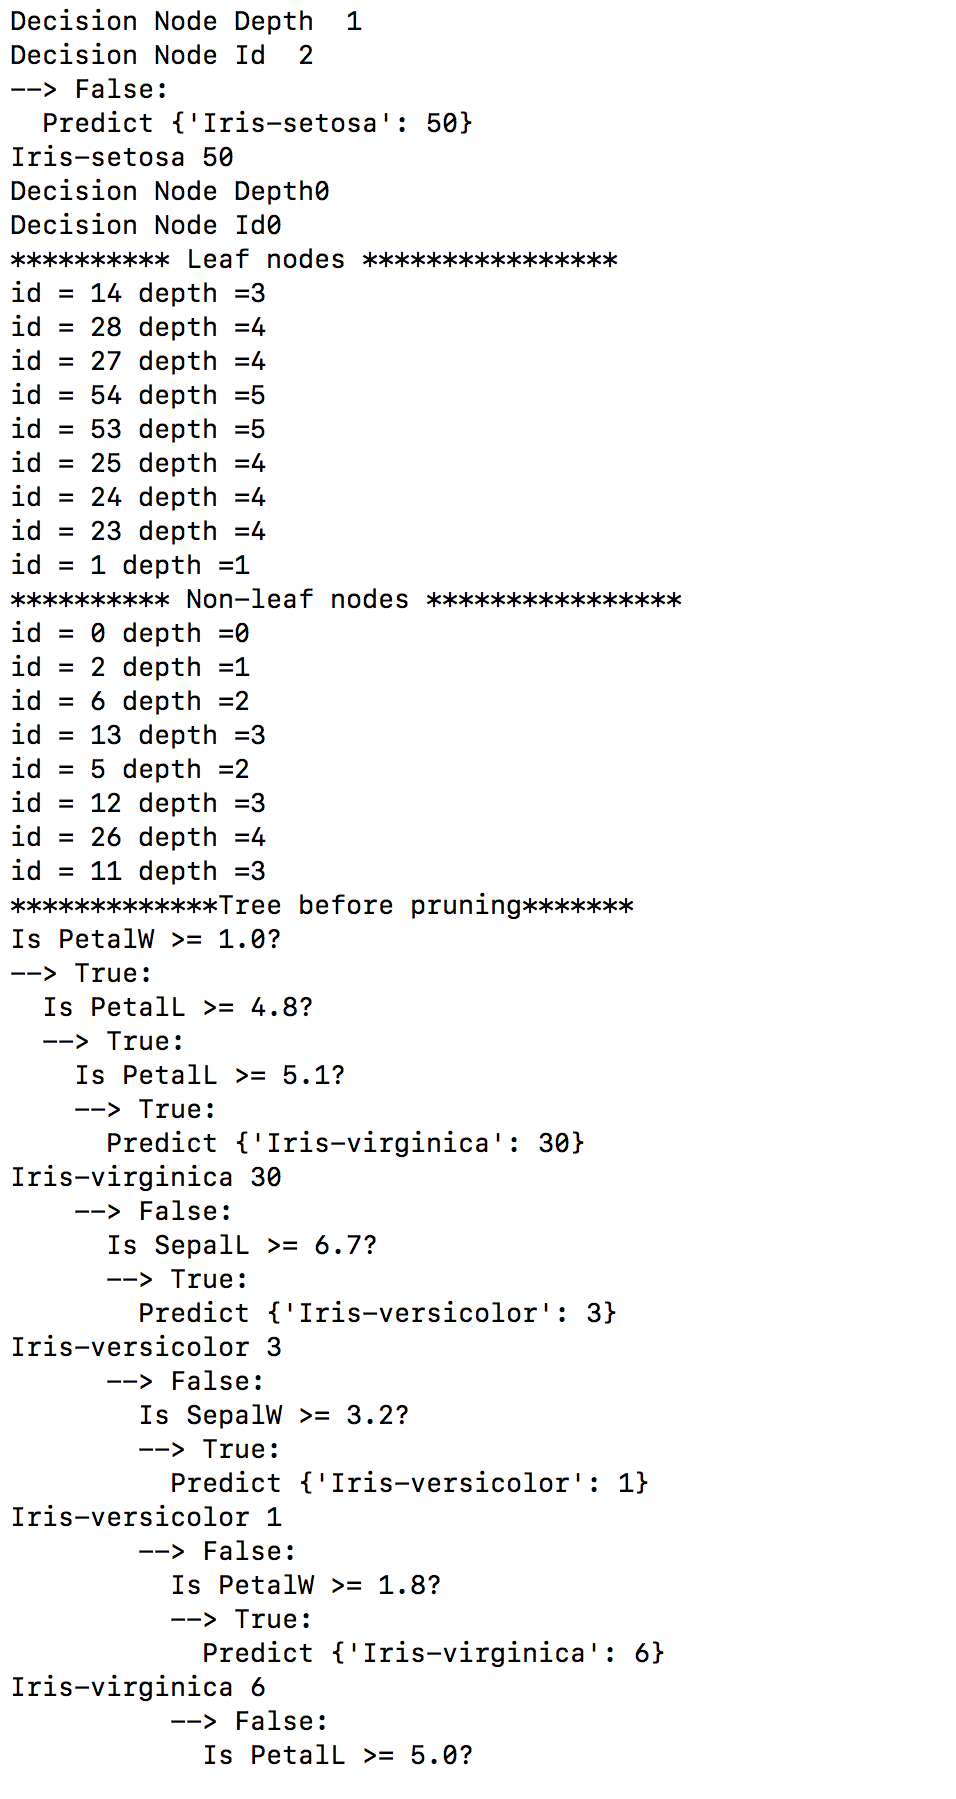 Decision Node Depth  1
Decision Node Id  2
--> False:
  Predict {'Iris-setosa': 50}
Iris-setosa 50
Decision Node Depth0
Decision Node Id0
********** Leaf nodes ****************
id = 14 depth =3
id = 28 depth =4
id = 27 depth =4
id = 54 depth =5
id = 53 depth =5
id = 25 depth =4
id = 24 depth =4
id = 23 depth =4
id = 1 depth =1
********** Non-leaf nodes ****************
id = 0 depth =0
id = 2 depth =1
id = 6 depth =2
id = 13 depth =3
id = 5 depth =2
id = 12 depth =3
id = 26 depth =4
id = 11 depth =3
*************Tree before pruning*******
Is PetalW >= 1.0?
--> True:
  Is PetalL >= 4.8?
  --> True:
    Is PetalL >= 5.1?
    --> True:
      Predict {'Iris-virginica': 30}
Iris-virginica 30
    --> False:
      Is SepalL >= 6.7?
      --> True:
        Predict {'Iris-versicolor': 3}
Iris-versicolor 3
      --> False:
        Is SepalW >= 3.2?
        --> True:
          Predict {'Iris-versicolor': 1}
Iris-versicolor 1
        --> False:
          Is PetalW >= 1.8?
          --> True:
            Predict {'Iris-virginica': 6}
Iris-virginica 6
          --> False:
            Is PetalL >= 5.0?